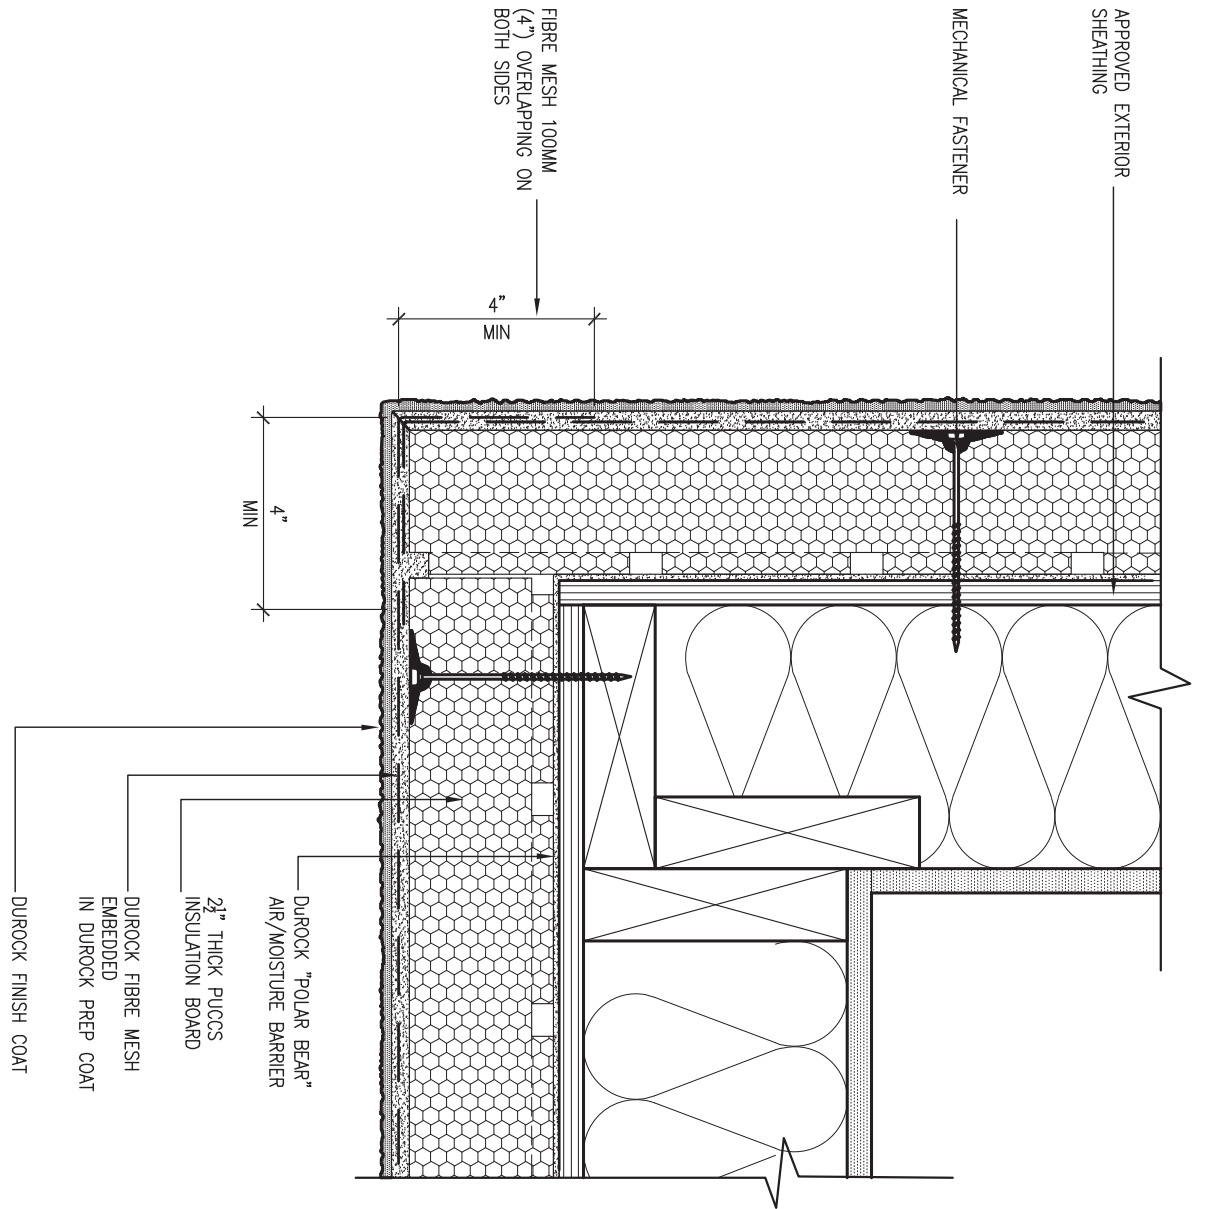 APPROVED EXTERIOR
SHEATHING
MECHANICAL FASTENER
FIBRE MESH 100MM
(4") OVERLAPPING ON
BOTH SIDES
4"
MIN
4"
MIN
DuROCK "POLAR BEAR"
AIR/MOISTURE BARRIER
2½" THICK PUCCS
INSULATION BOARD
DUROCK FIBRE MESH
EMBEDDED
IN DUROCK PREP COAT
DUROCK FINISH COAT